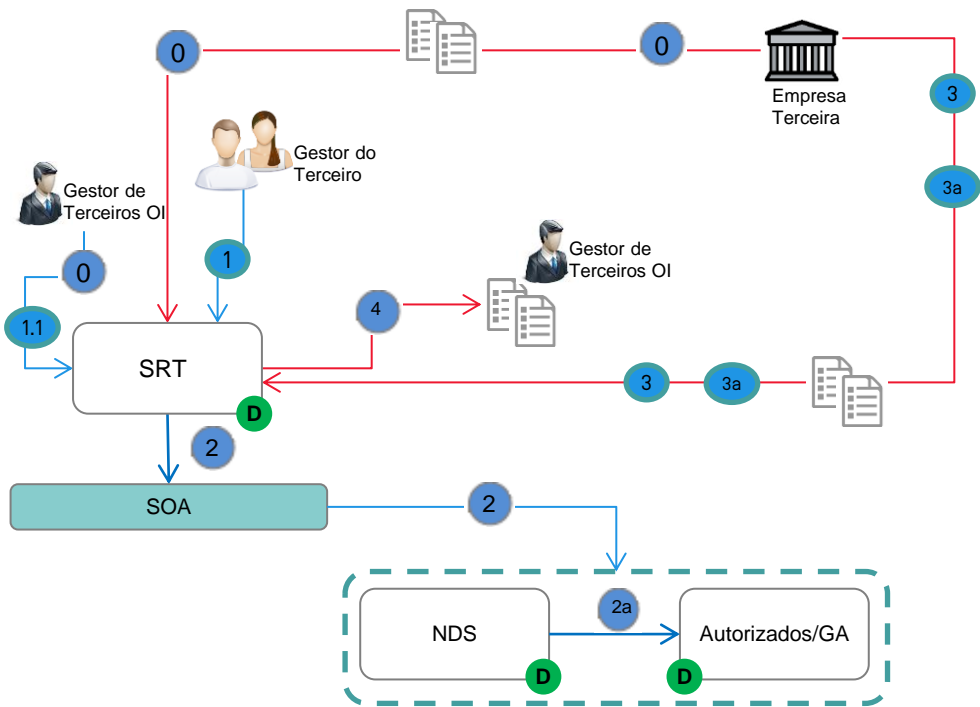 0
0
Empresa
Terceira
3
Gestor do
Terceiro
3a
Gestor de
Terceiros OI
1
Gestor de
Terceiros OI
0
4
1.1
SRT
3
3a
D
2
SOA
2
2a
NDS
Autorizados/GA
D
D